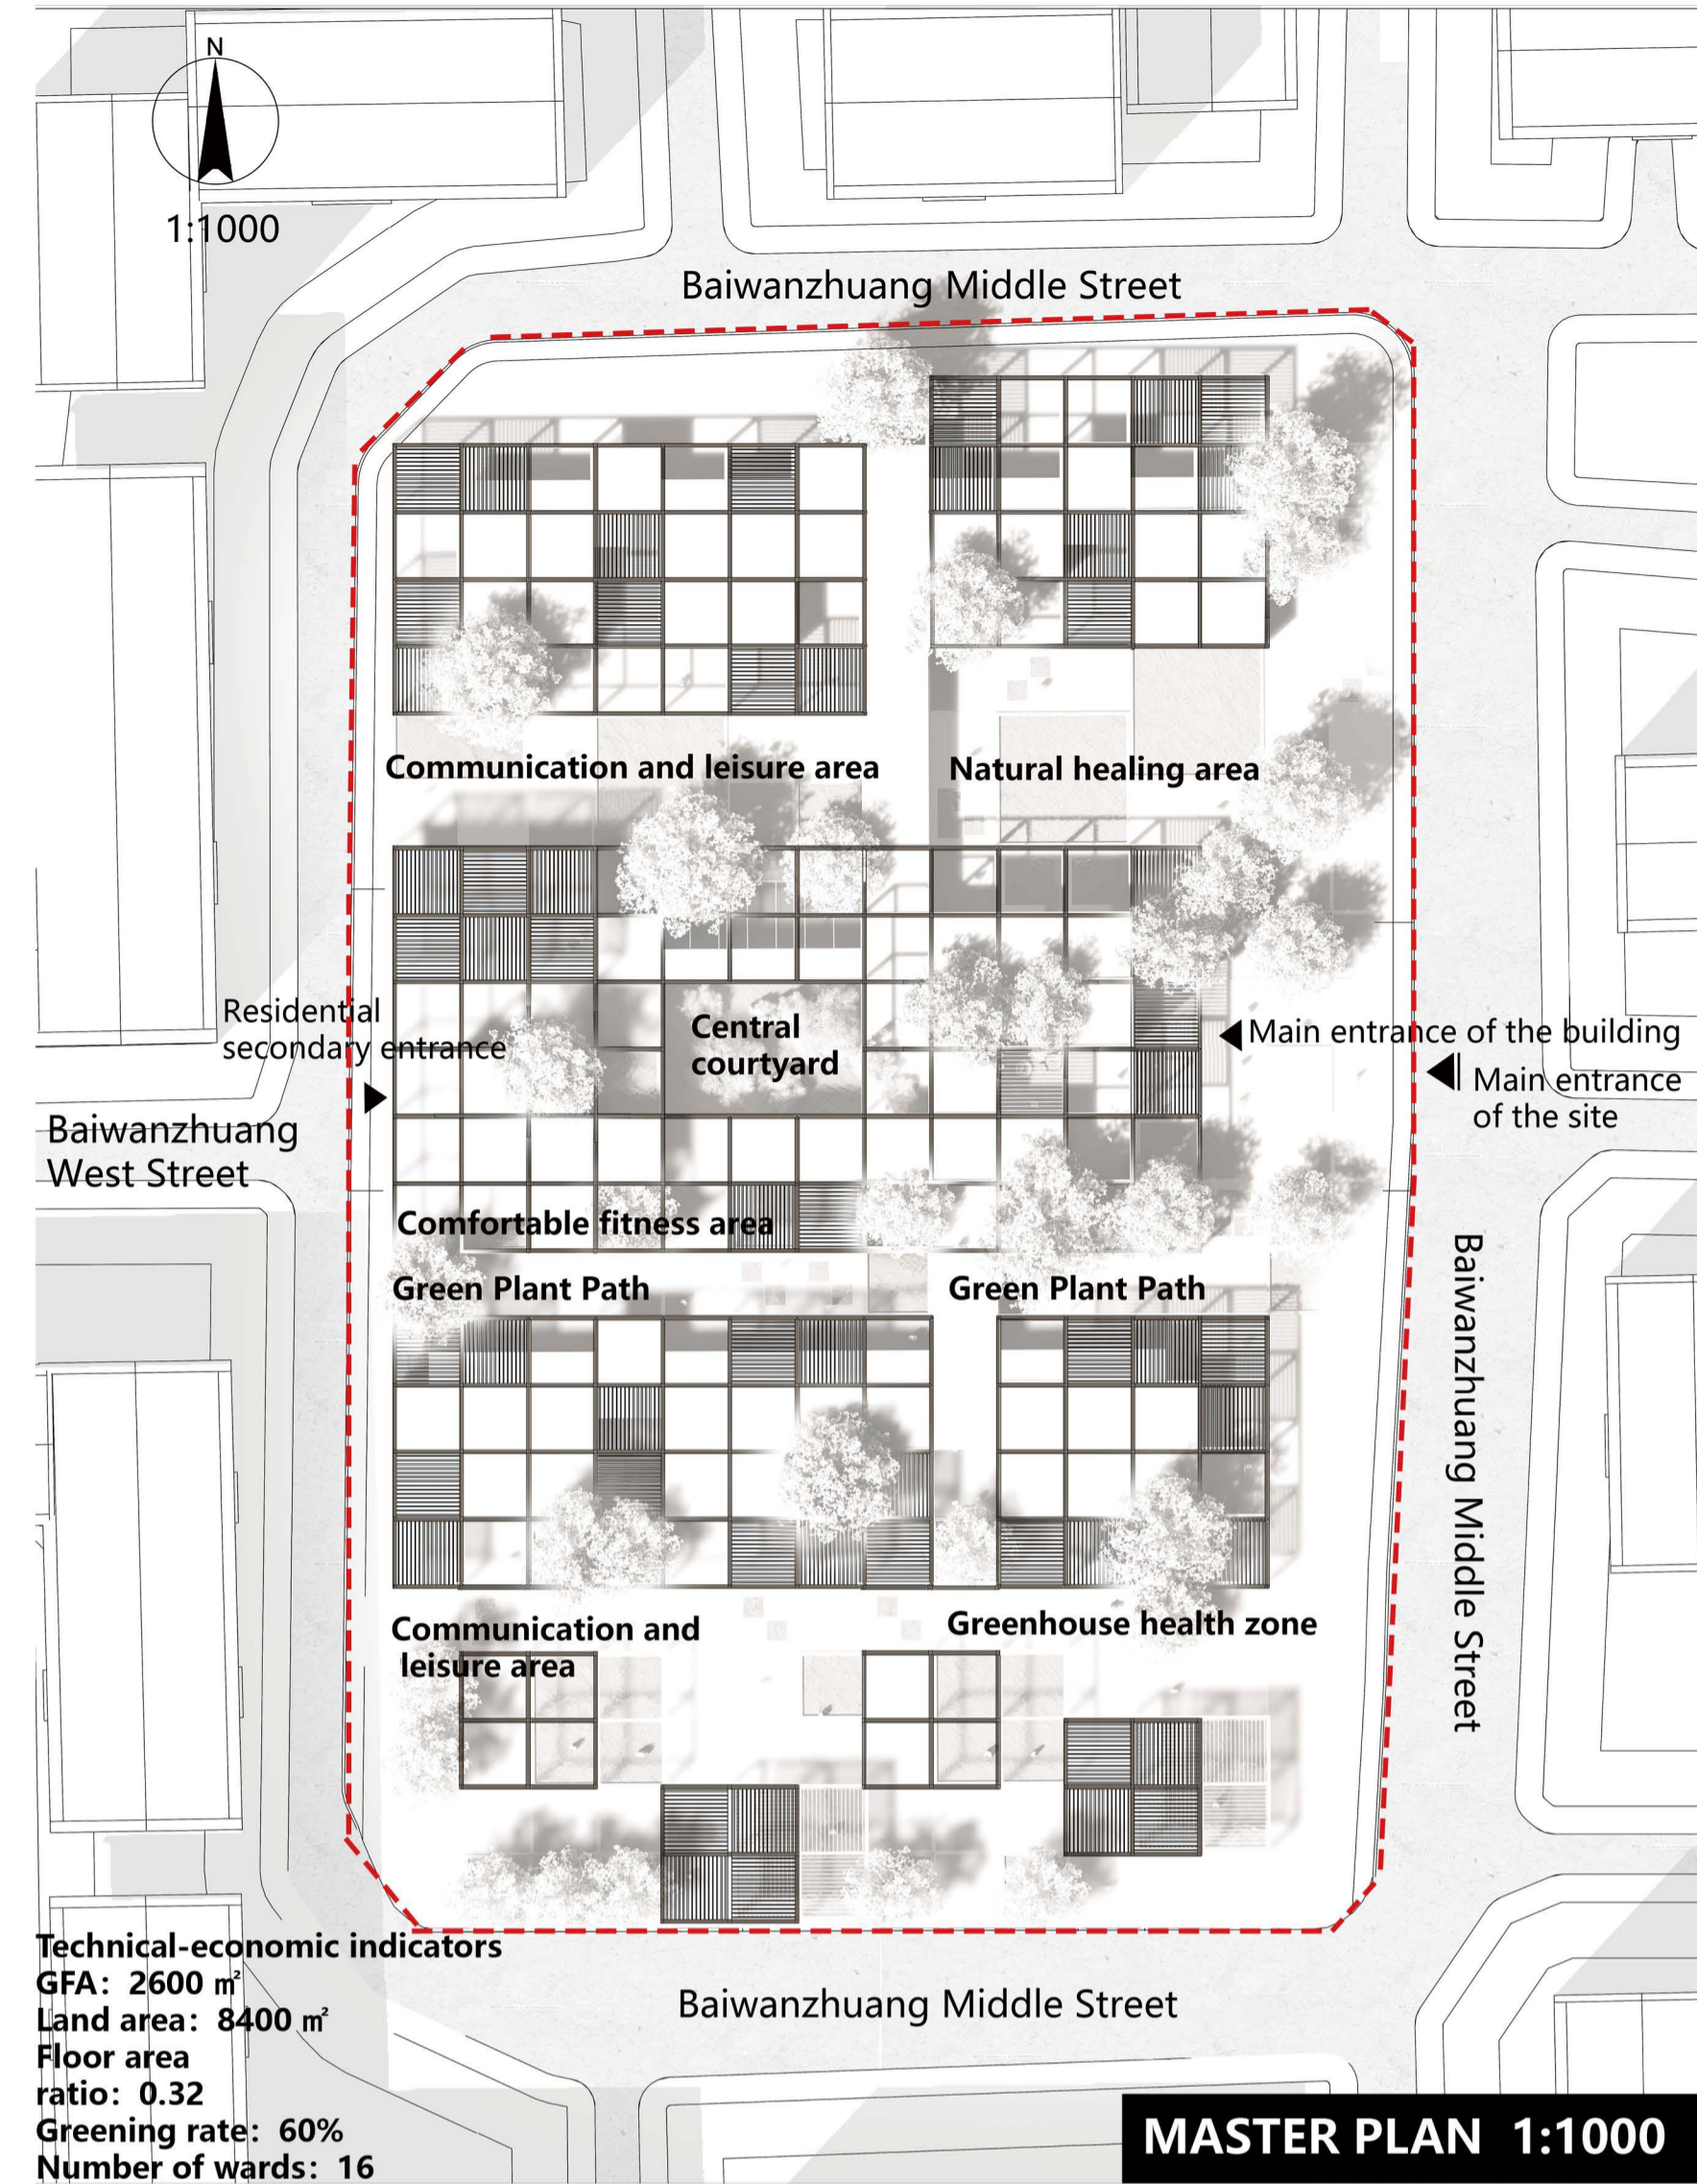 N
1:1000
Baiwanzhuang Middle Street
Communication and leisure area
Natural healing area
Residential
secondary entrance
Central
courtyard
Main entrance of the building
Main entrance
of the site
Baiwanzhuang
West Street
Comfortable fitness area
Green Plant Path
Green Plant Path
Baiwanzhuang Middle Street
Communication and
leisure area
Greenhouse health zone
Technical-economic indicators
GFA: 2600 ㎡
Land area: 8400 ㎡
Floor area
ratio: 0.32
Greening rate: 60%
Number of wards: 16
Baiwanzhuang Middle Street
MASTER PLAN 1:1000